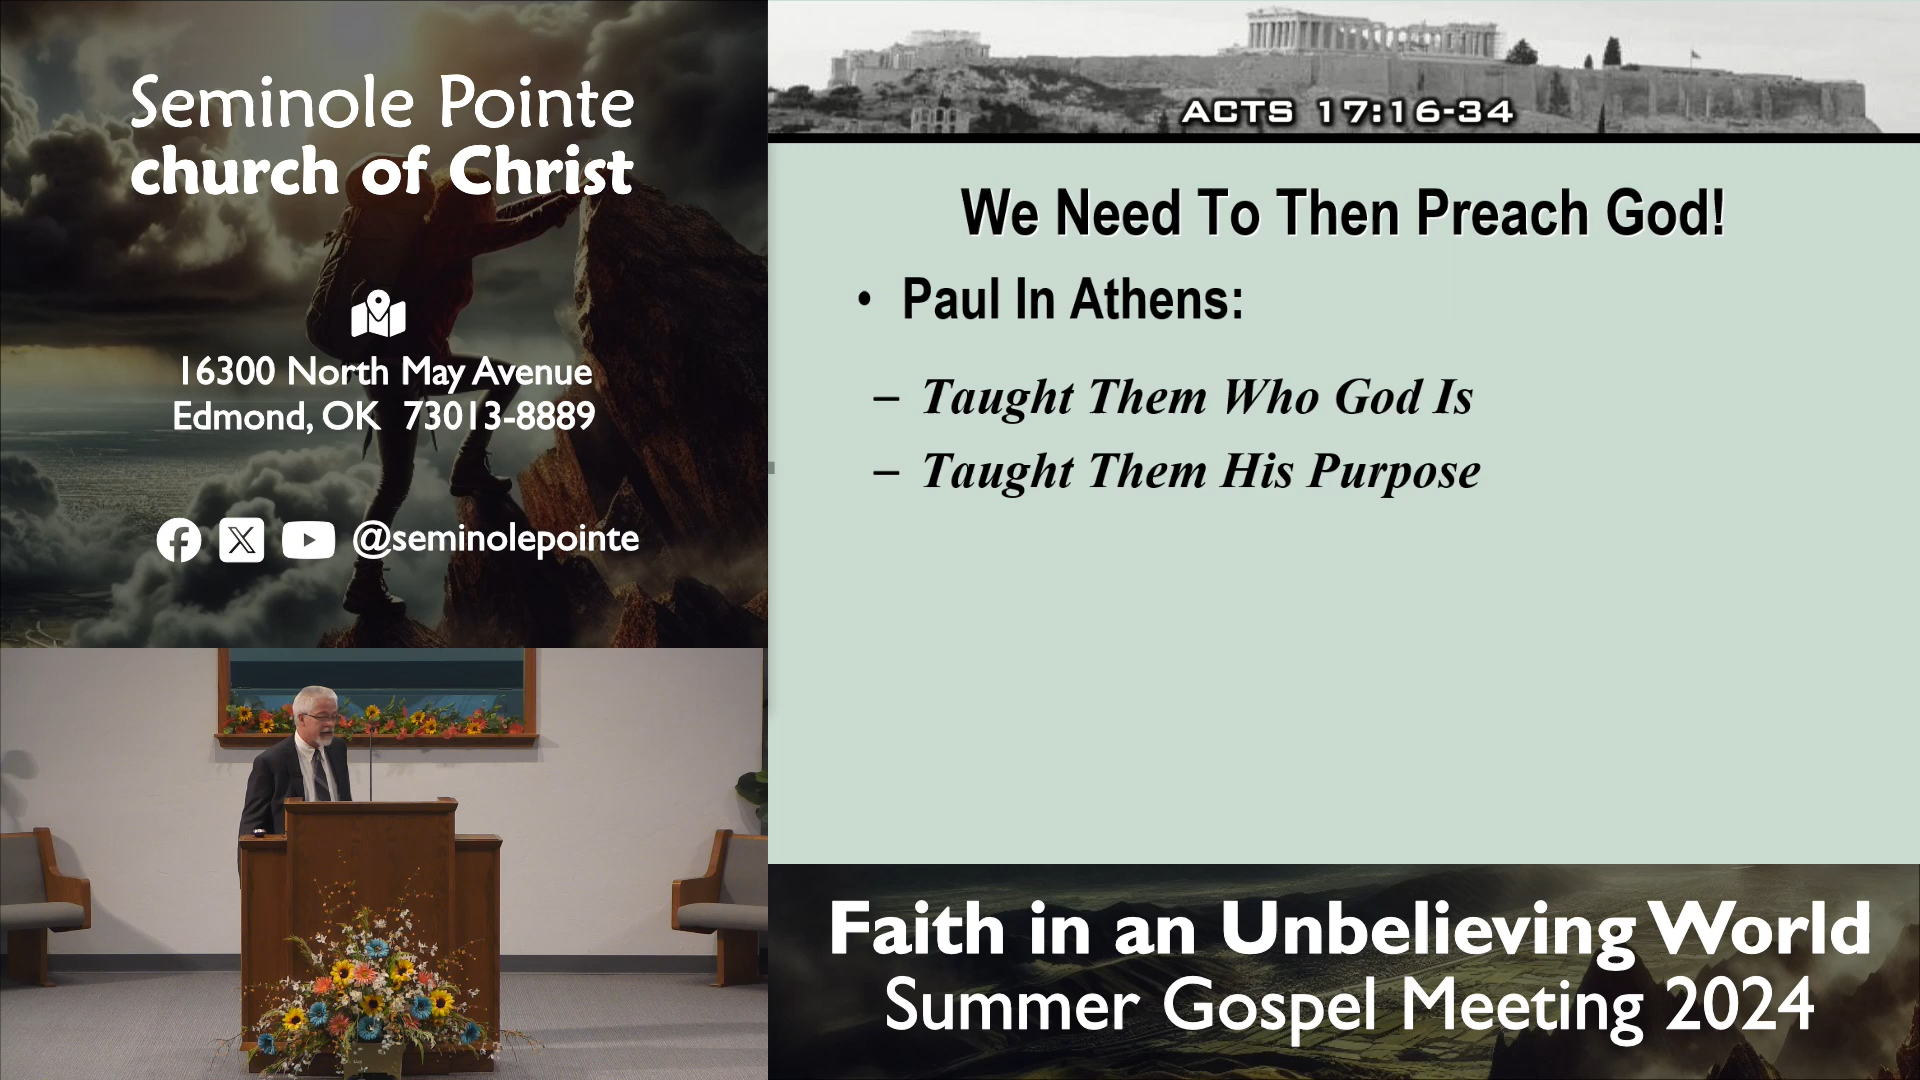 Seminole Pointe
church of Christ
16300 North May Avenue
Edmond, OK 73013-8889
@seminolepointe
ACTS 17:16-34
We Need To Then Preach God!
• Paul In Athens:
– Taught Them Who God Is
– Taught Them His Purpose
Faith in an Unbelieving World
Summer Gospel Meeting 2024